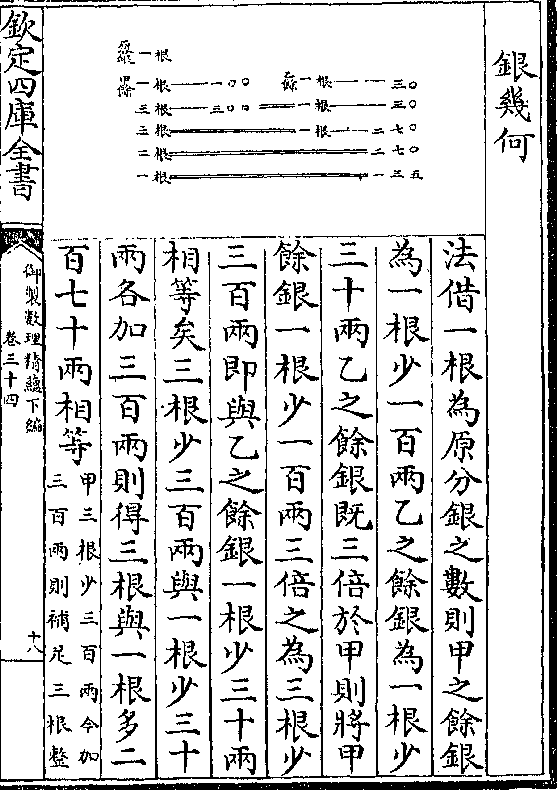 銀幾何
原數一根
甲餘一根—一〇〇 乙餘一根—三〇
三根—三〇〇＝一根—三〇
三根＝一根—二七〇
二根＝二七〇
一根＝一三五
法借一根為原分銀之數則甲之餘銀
為一根少一百兩乙之餘銀為一根少
三十兩乙之餘銀既三倍於甲則將甲
餘銀一根少一百兩三倍之為三根少
三百兩即與乙之餘銀一根少三十兩
相等矣三根少三百兩與一根少三十
兩各加三百兩則得三根與一根多二
百七十兩相等
甲三根少三百兩今加
三百兩則補足三根整
欽定四庫全書
御製數理精蘊下編
卷三十四
十八